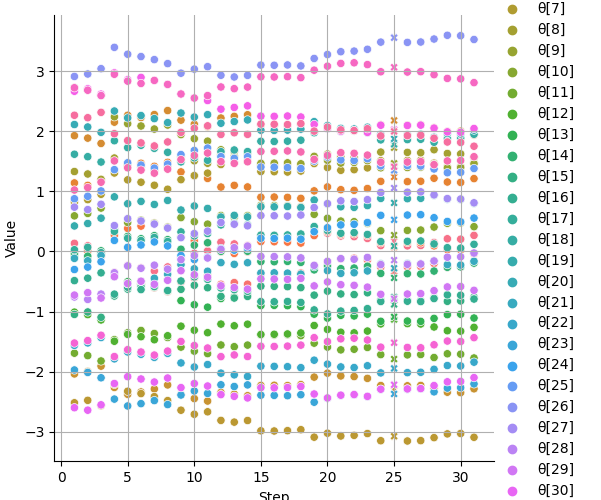 Value
3
2
1
0
−1
−2
−3
0
5
10
15
20
25
30
Step
θ[7]
θ[8]
θ[9]
θ[10]
θ[11]
θ[12]
θ[13]
θ[14]
θ[15]
θ[16]
θ[17]
θ[18]
θ[19]
θ[20]
θ[21]
θ[22]
θ[23]
θ[24]
θ[25]
θ[26]
θ[27]
θ[28]
θ[29]
θ[30]